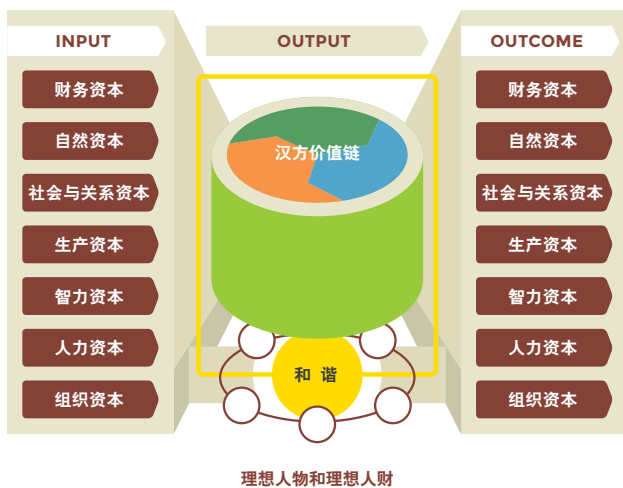 INPUT
财务资本
自然资本
社会与关系资本
生产资本
智力资本
人力资本
组织资本
OUTPUT
汉方价值链
和谐
OUTCOME
财务资本
自然资本
社会与关系资本
生产资本
智力资本
人力资本
组织资本
理想人物和理想人财